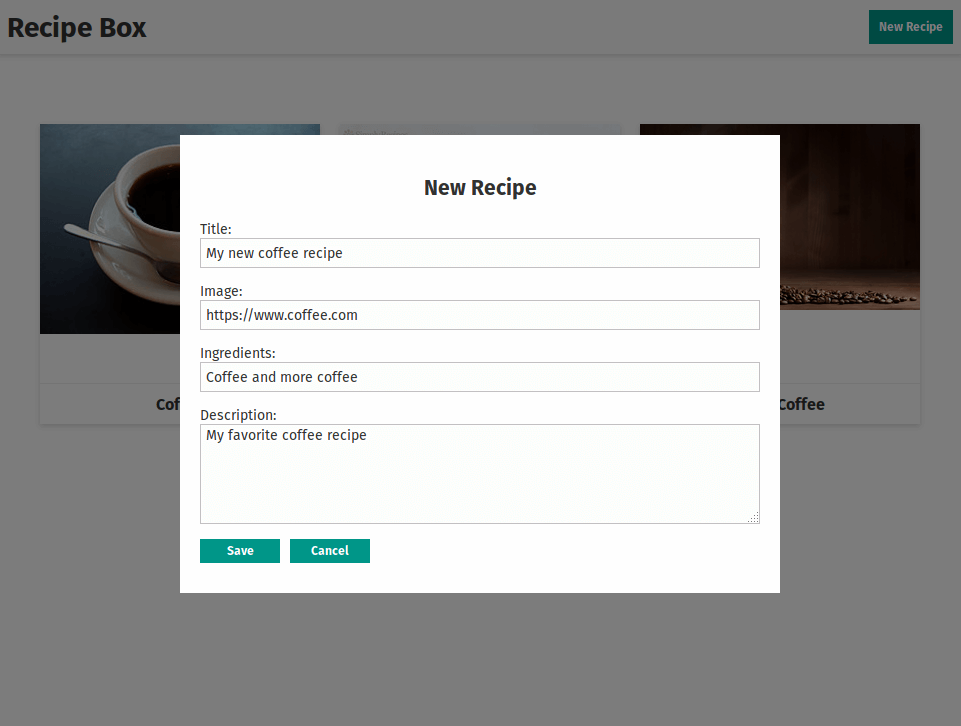 Recipe Box
New Recipe
New Recipe
Title:
My new coffee recipe
Image:
https://www.coffee.com
Ingredients:
Coffee and more coffee
Description:
My favorite coffee recipe
Save
Cancel
Coffee